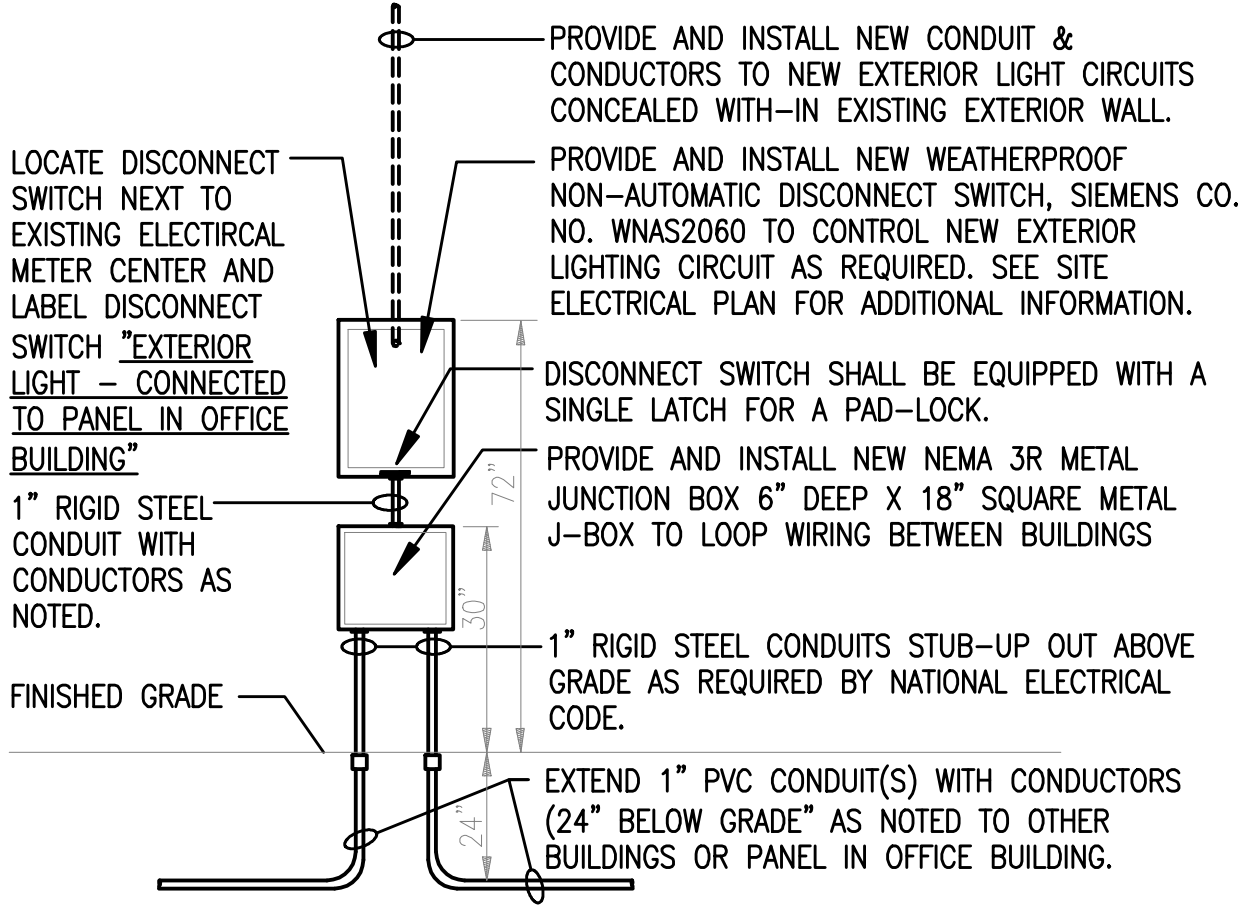 PROVIDE AND INSTALL NEW CONDUIT &
CONDUCTORS TO NEW EXTERIOR LIGHT CIRCUITS
CONCEALED WITH-IN EXISTING EXTERIOR WALL.
LOCATE DISCONNECT
SWITCH NEXT TO
EXISTING ELECTIRCAL
METER CENTER AND
LABEL DISCONNECT
SWITCH "EXTERIOR
LIGHT - CONNECTED
TO PANEL IN OFFICE
BUILDING"
PROVIDE AND INSTALL NEW WEATHERPROOF
NON-AUTOMATIC DISCONNECT SWITCH, SIEMENS CO.
NO. WNAS2060 TO CONTROL NEW EXTERIOR
LIGHTING CIRCUIT AS REQUIRED. SEE SITE
ELECTRICAL PLAN FOR ADDITIONAL INFORMATION.
DISCONNECT SWITCH SHALL BE EQUIPPED WITH A
SINGLE LATCH FOR A PAD-LOCK.
PROVIDE AND INSTALL NEW NEMA 3R METAL
JUNCTION BOX 6" DEEP X 18" SQUARE METAL
J-BOX TO LOOP WIRING BETWEEN BUILDINGS
72"
1" RIGID STEEL
CONDUIT WITH
CONDUCTORS AS
NOTED.
30"
1" RIGID STEEL CONDUITS STUB-UP OUT ABOVE
GRADE AS REQUIRED BY NATIONAL ELECTRICAL
CODE.
FINISHED GRADE
24"
EXTEND 1" PVC CONDUIT(S) WITH CONDUCTORS
(24" BELOW GRADE" AS NOTED TO OTHER
BUILDINGS OR PANEL IN OFFICE BUILDING.